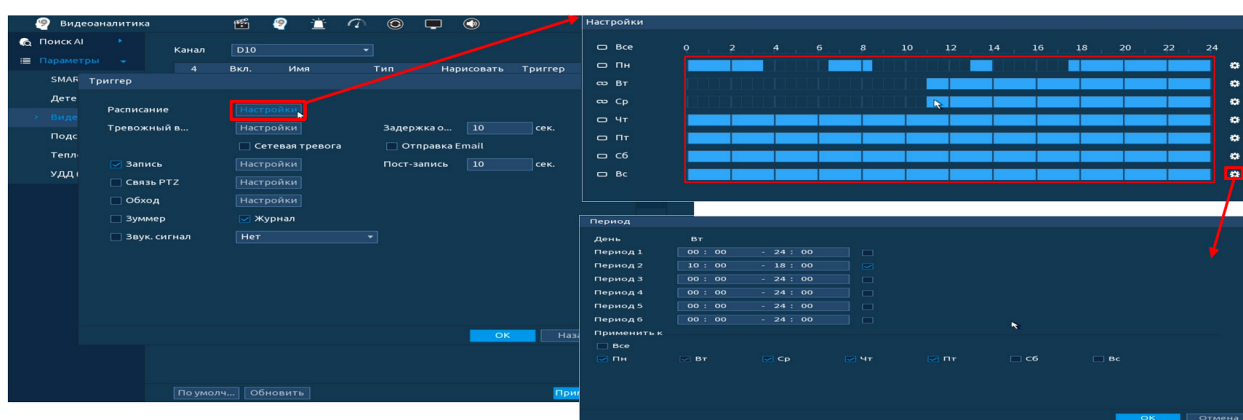 Видеоаналитика
Поиск AI
Параметры
SMAR
Дете
Виде
Подс
Тепл
УДД
Канал D10
4 Вкл. Имя Тип Нарисовать Триггер
Триггер
Расписание Настройки
Тревожный в... Настройки Задержка о... 10 сек.
Сетевая тревога Отправка Email
Запись Настройки Пост-запись 10 сек.
Связь PTZ Настройки
Обход Настройки
Зуммер Журнал
Звук. сигнал Нет
OK Наза
По умолч... Обновить При
Настройки
Все 0 2 4 6 8 10 12 14 16 18 20 22 24
Пн
Вт
Ср
Чт
Пт
Сб
Вс
Период
День Вт
Период 1 00 : 00 - 24 : 00
Период 2 10 : 00 - 18 : 00
Период 3 00 : 00 - 24 : 00
Период 4 00 : 00 - 24 : 00
Период 5 00 : 00 - 24 : 00
Период 6 00 : 00 - 24 : 00
Применить к
Все
Пн Вт Ср Чт Пт Сб Вс
OK Отмена